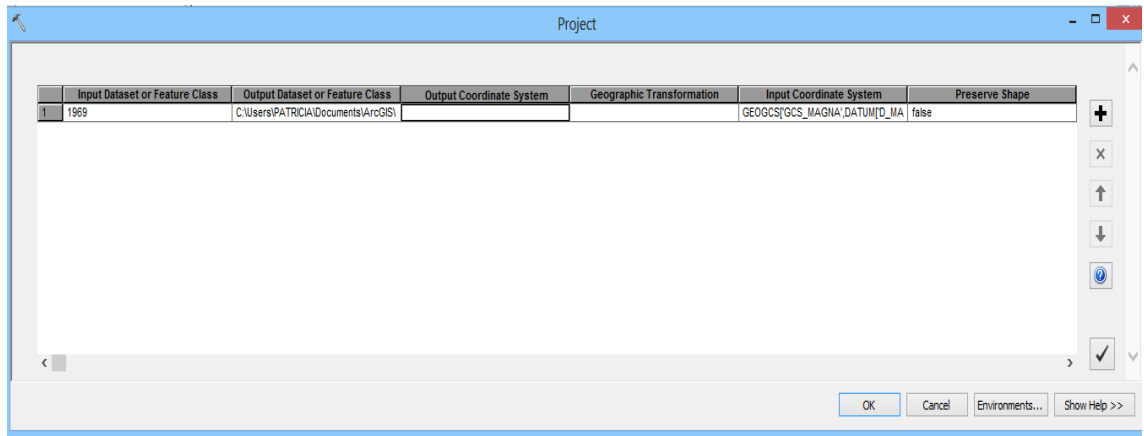 Project
Input Dataset or Feature Class Output Dataset or Feature Class Output Coordinate System Geographic Transformation Input Coordinate System Preserve Shape
1 1969 C:\Users\PATRICIA\Documents\ArcGIS\ GEOGCS['GCS_MAGNA',DATUM['D_MA false
OK Cancel Environments... Show Help >>